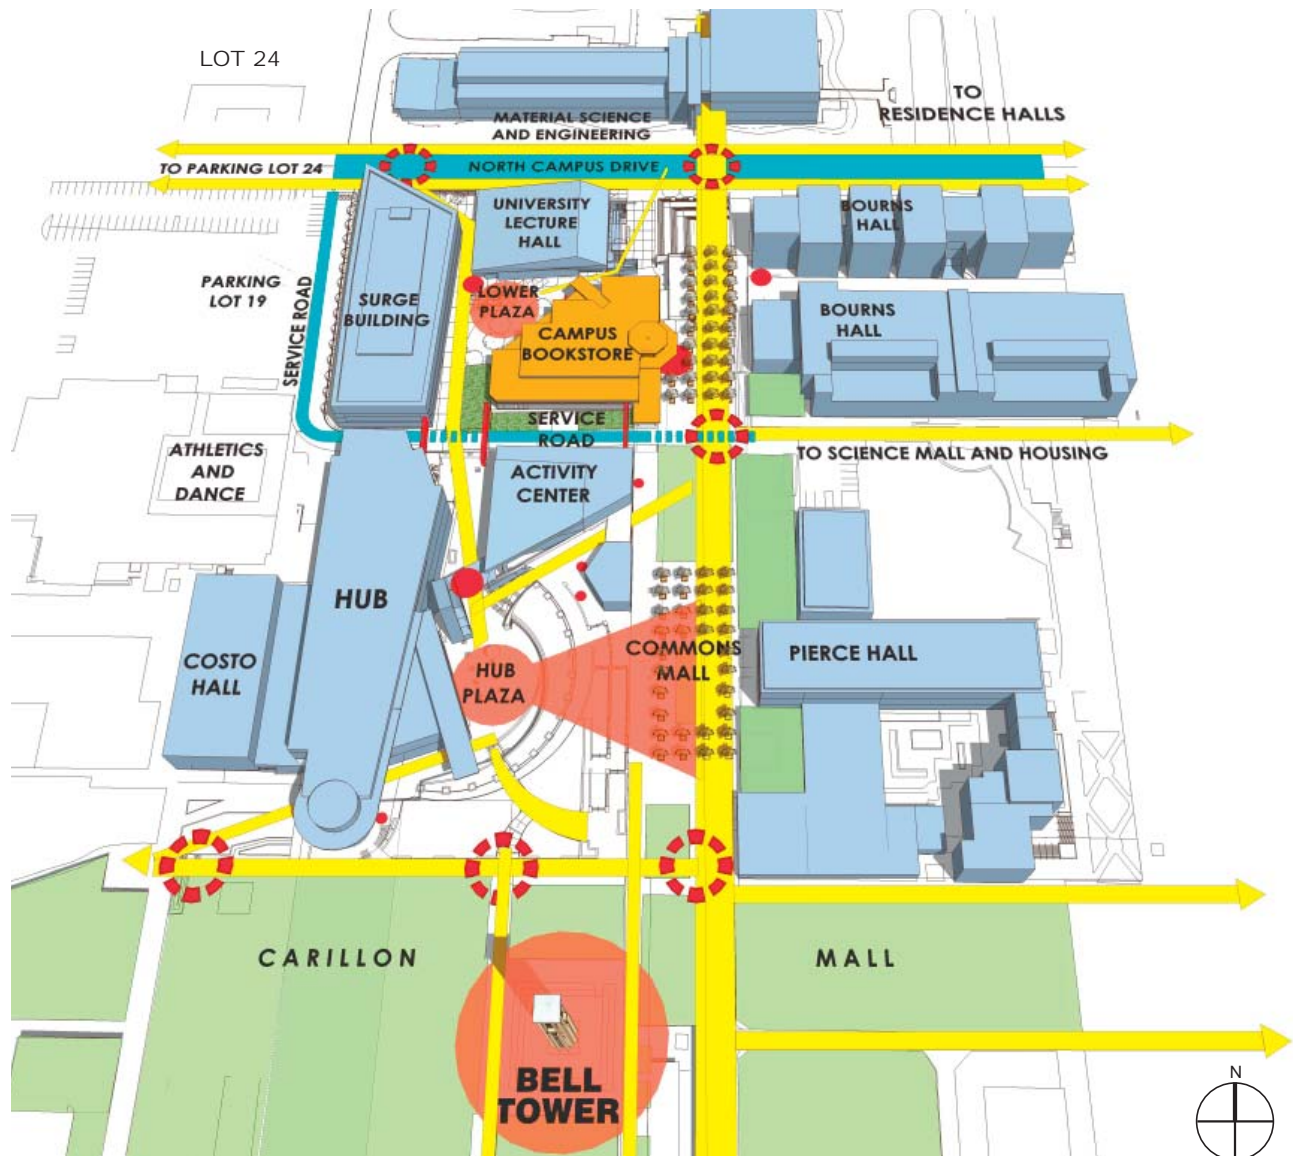 LOT 24
TO
RESIDENCE HALLS
MATERIAL SCIENCE
AND ENGINEERING
TO PARKING LOT 24
NORTH CAMPUS DRIVE
UNIVERSITY
LECTURE
HALL
BOURNS
HALL
PARKING
LOT 19
SERVICE ROAD
SURGE
BUILDING
LOWER
PLAZA
CAMPUS
BOOKSTORE
BOURNS
HALL
SERVICE
ROAD
TO SCIENCE MALL AND HOUSING
ATHLETICS
AND
DANCE
ACTIVITY
CENTER
HUB
COSTO
HALL
HUB
PLAZA
COMMONS
MALL
PIERCE HALL
CARILLON
MALL
BELL
TOWER
N